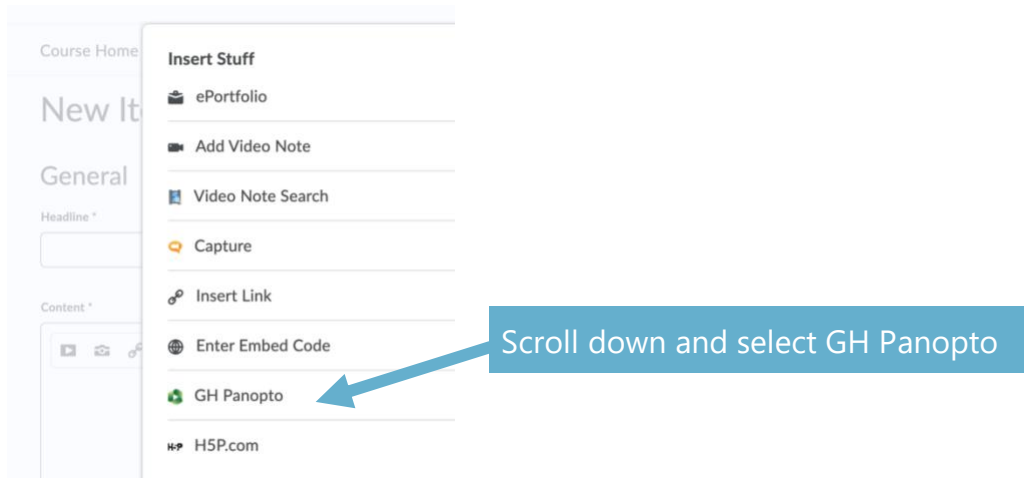 Course Home
Insert Stuff
ePortfolio
New Ite
Add Video Note
General
Video Note Search
Headline *
Capture
Insert Link
Content *
Enter Embed Code
Scroll down and select GH Panopto
GH Panopto
H-P H5P.com